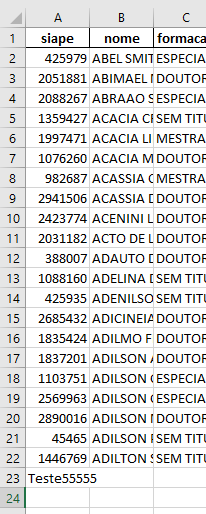 A B C
1 siape nome formaca
2 425979 ABEL SMIT ESPECIA
3 2051881 ABIMAEL DOUTOR
4 2088267 ABRAAO S ESPECIA
5 1359427 ACACIA CF SEM TITU
6 1997471 ACACIA LI MESTRA
7 1076260 ACACIA M DOUTOR
8 982687 ACASSIA C MESTRA
9 2941506 ACASSIA D DOUTOR
10 2423774 ACENINI L DOUTOR
11 2031182 ACTO DE L DOUTOR
12 388007 ADAUTO D DOUTOR
13 1088160 ADELINA D SEM TITU
14 425935 ADENILSO SEM TITU
15 2685432 ADICINEIA DOUTOR
16 1835424 ADILMO F DOUTOR
17 1837201 ADILSON A DOUTOR
18 1103751 ADILSON ESPECIA
19 2569963 ADILSON ESPECIA
20 2890016 ADILSON DOUTOR
21 45465 ADILSON SEM TITU
22 1446769 ADILTON S SEM TITU
23 Teste55555
24